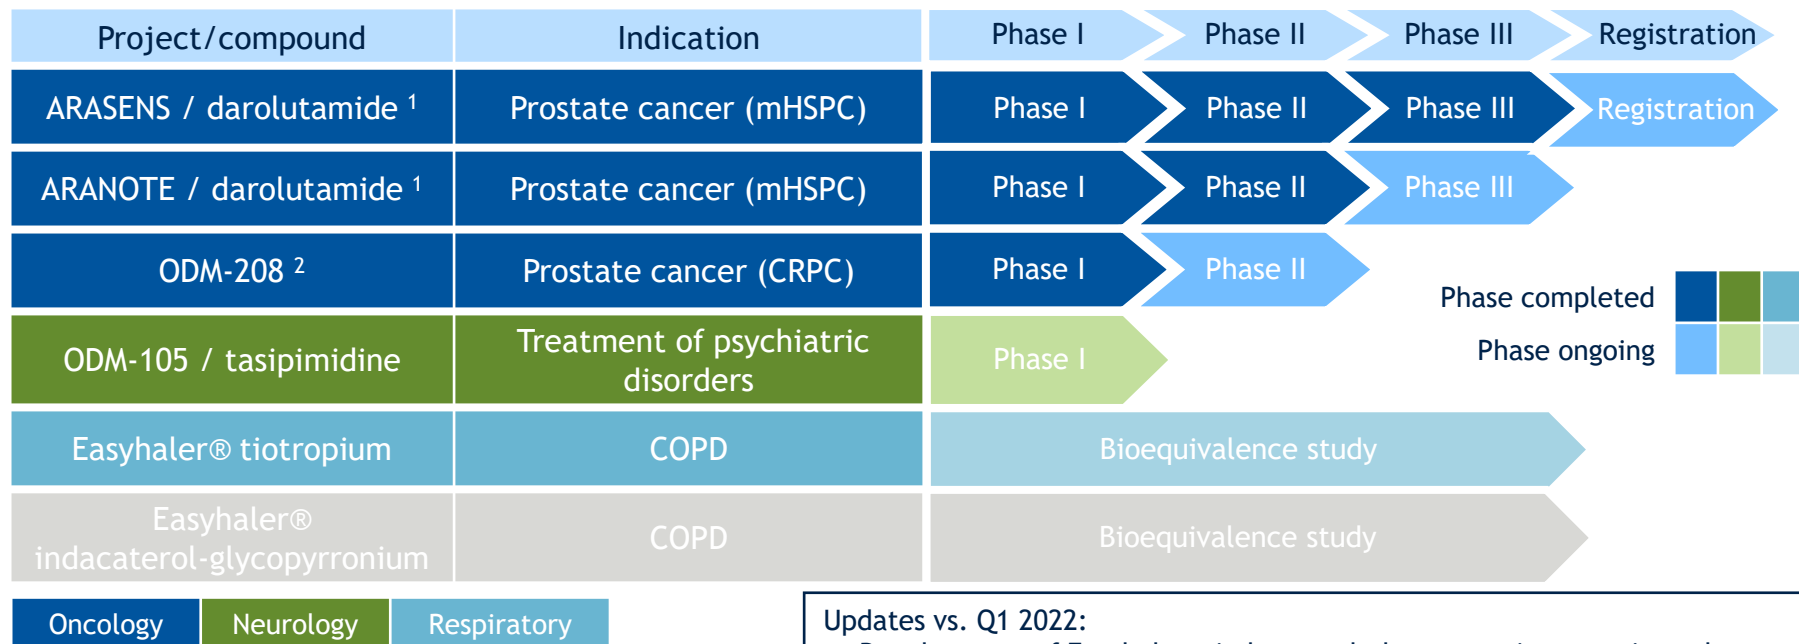 Project/compound Indication Phase I Phase II Phase III Registration
ARASENS / darolutamide 1 Prostate cancer (mHSPC) Phase I Phase II Phase III Registration
ARANOTE / darolutamide 1 Prostate cancer (mHSPC) Phase I Phase II Phase III
ODM-208 2 Prostate cancer (CRPC) Phase I Phase II
Phase completed
Phase ongoing
ODM-105 / tasipimidine Treatment of psychiatric
disorders Phase I
Easyhaler® tiotropium COPD Bioequivalence study
Easyhaler®
indacaterol-glycopyrronium COPD Bioequivalence study
Oncology Neurology Respiratory
Updates vs. Q1 2022: